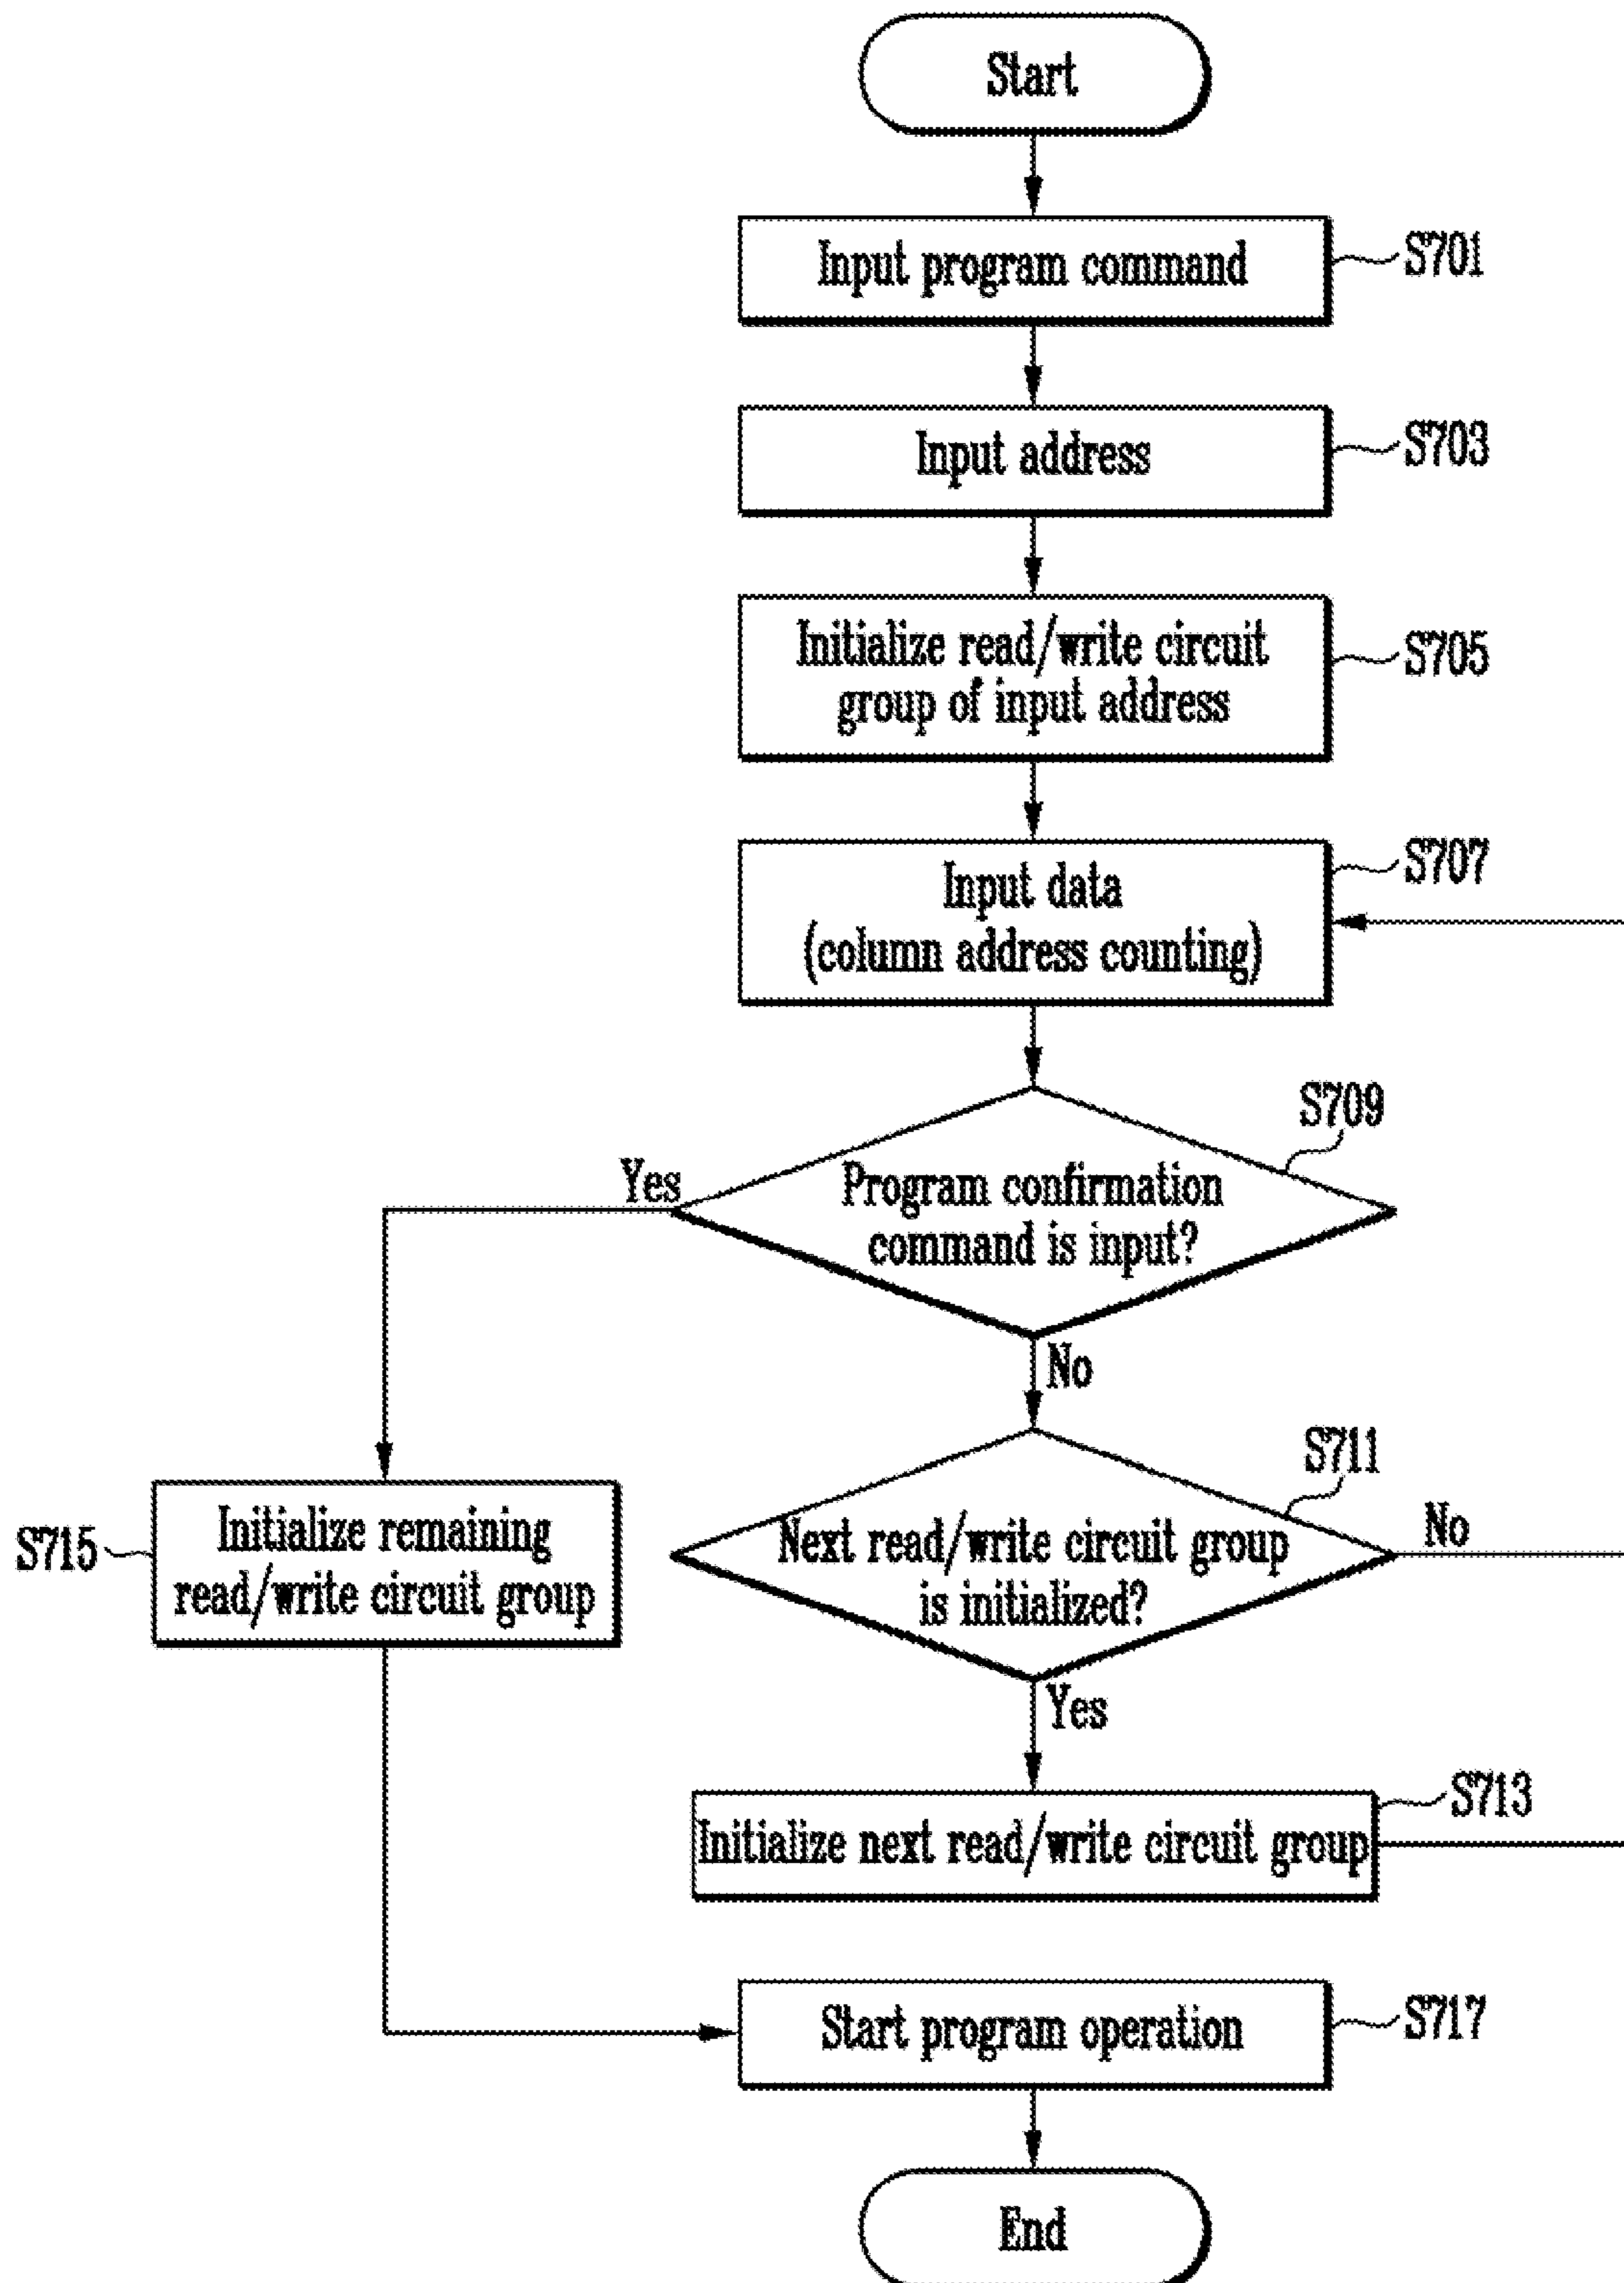 Start
Input program command
S701
Input address
S703
Initialize read/write circuit
group of input address
S705
Input data
(column address counting)
S707
S709
Program confirmation
command is input?
Yes
No
S711
Next read/write circuit group
is initialized?
No
Yes
S715
Initialize remaining
read/write circuit group
S713
Initialize next read/write circuit group
Start program operation
S717
End